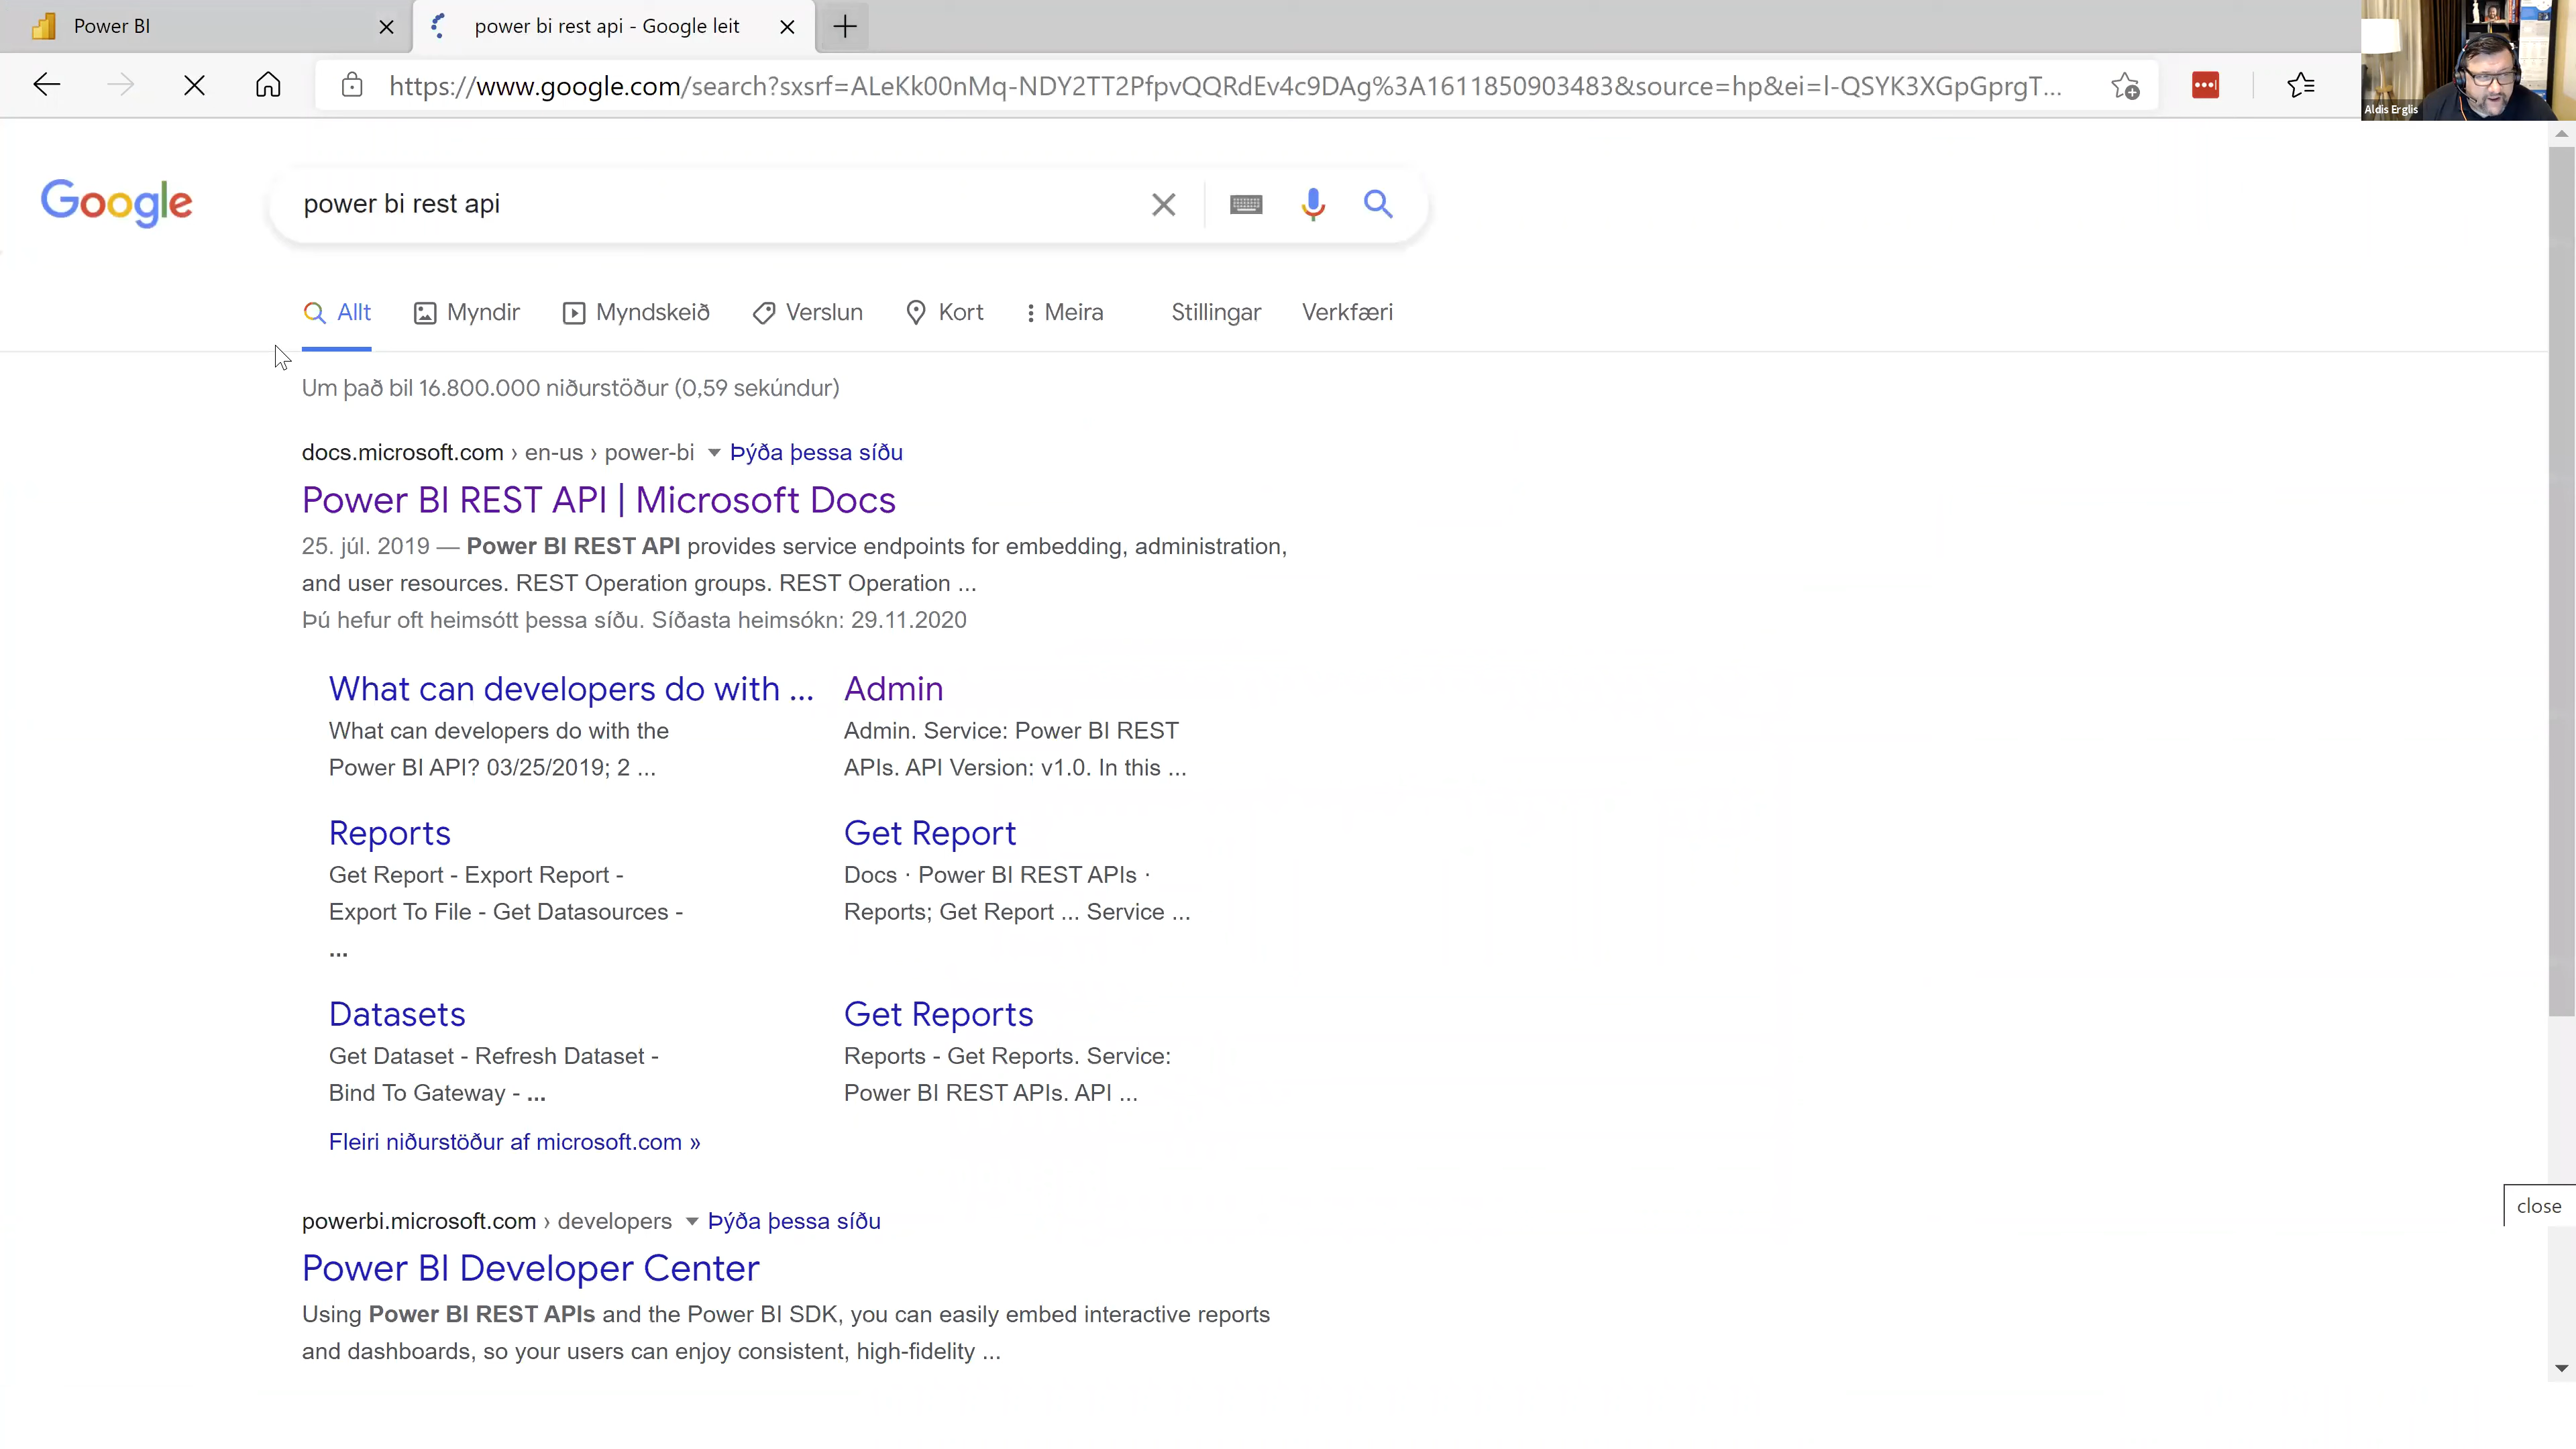 Power BI
power bi rest api - Google leit
https://www.google.com/search?sxsrf=ALeKk00nMq-NDY2TT2PfpvQQRdEv4c9DAg%3A1611850903483&source=hp&ei=l-QSYK3XGpGprgT...
Aldis Erglis
Google
power bi rest api
Allt Myndir Myndskeið Verslun Kort Meira Stillingar Verkfæri
Um það bil 16.800.000 niðurstöður (0,59 sekúndur)
docs.microsoft.com › en-us › power-bi Þýða þessa síðu
Power BI REST API | Microsoft Docs
25. júl. 2019 — Power BI REST API provides service endpoints for embedding, administration,
and user resources. REST Operation groups. REST Operation ...
Þú hefur oft heimsótt þessa síðu. Síðasta heimsókn: 29.11.2020
What can developers do with ...
What can developers do with the
Power BI API? 03/25/2019; 2 ...
Admin
Admin. Service: Power BI REST
APIs. API Version: v1.0. In this ...
Reports
Get Report - Export Report -
Export To File - Get Datasources -
...
Get Report
Docs · Power BI REST APIs ·
Reports; Get Report ... Service ...
Datasets
Get Dataset - Refresh Dataset -
Bind To Gateway - ...
Get Reports
Reports - Get Reports. Service:
Power BI REST APIs. API ...
Fleiri niðurstöður af microsoft.com »
close
powerbi.microsoft.com › developers Þýða þessa síðu
Power BI Developer Center
Using Power BI REST APIs and the Power BI SDK, you can easily embed interactive reports
and dashboards, so your users can enjoy consistent, high-fidelity ...